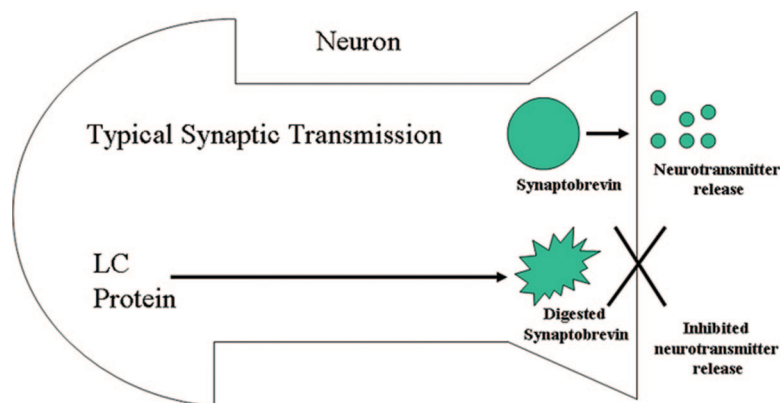 Neuron
Typical Synaptic Transmission
Synaptobrevin
Neurotransmitter
release
LC
Protein
Digested
Synaptobrevin
Inhibited
neurotransmitter
release